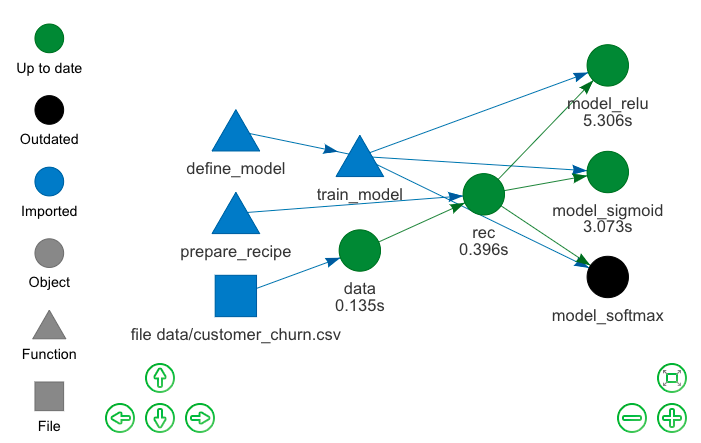 Up to date
Outdated
Imported
Object
Function
File
define_model
prepare_recipe
file data/customer_churn.csv
train_model
data
0.135s
rec
0.396s
model_relu
5.306s
model_sigmoid
3.073s
model_softmax